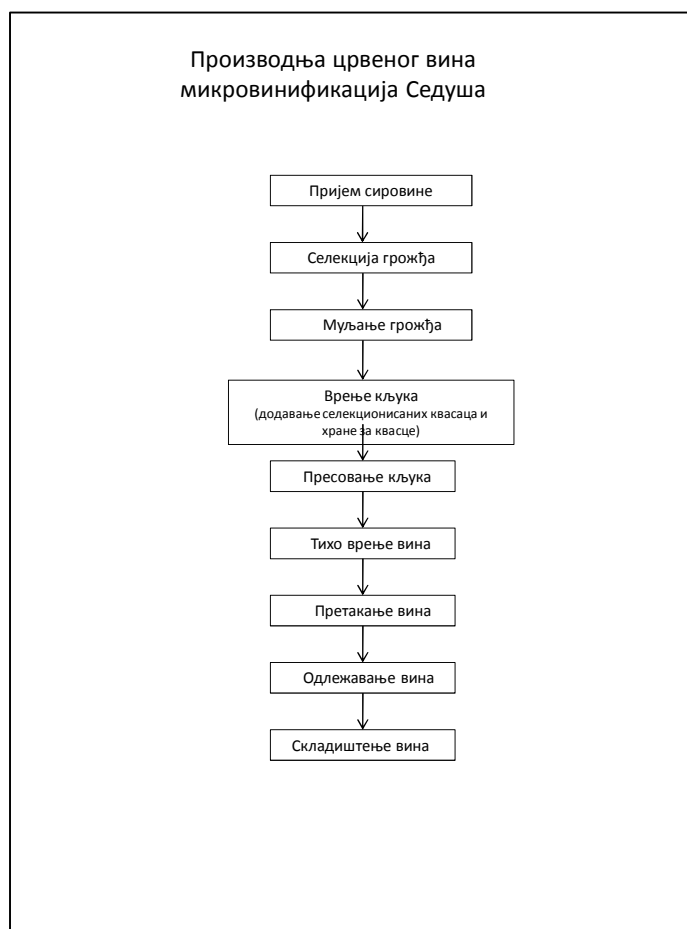 Производња црвеног вина
микровинификација Седуша
Пријем сировине
Селекција грожђа
Муљање грожђа
Врење кљука
(додавање селекционисаних квасаца и
хране за квасце)
Пресовање кљука
Тихо врење вина
Претакање вина
Одлежавање вина
Складиштење вина